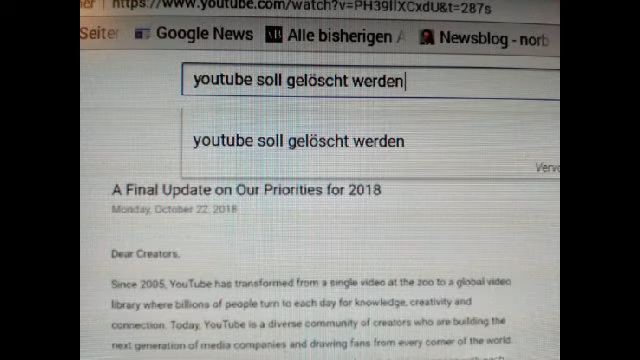 https://www.youtube.com/watch?v=PH39IlXCxdU&t=287s
Seiten Google News Alle bisherigen A Newsblog - norb
youtube soll gelöscht werden
youtube soll gelöscht werden
Vervo
A Final Update on Our Priorities for 2018
Monday, October 22, 2018
Dear Creators,
Since 2005, YouTube has transformed from a single video at the zoo to a global video
library where billions of people turn to each day for knowledge, creativity and
connection. Today, YouTube is a diverse community of creators who are building the
next generation of media companies and drawing fans from every corner of the world.